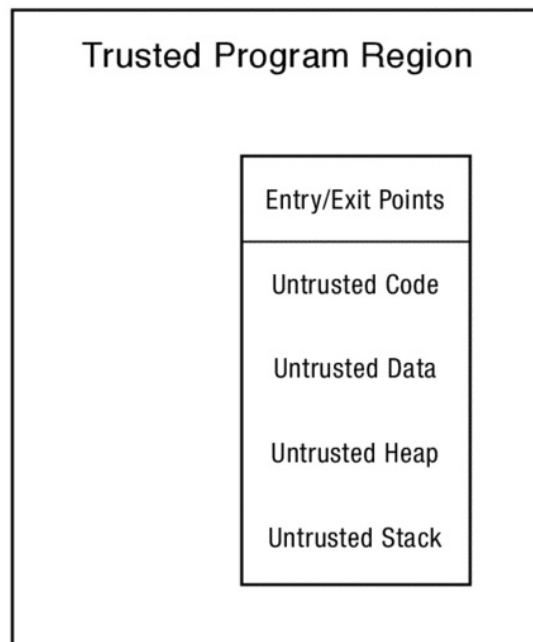 Trusted Program Region
Entry/Exit Points
Untrusted Code
Untrusted Data
Untrusted Heap
Untrusted Stack